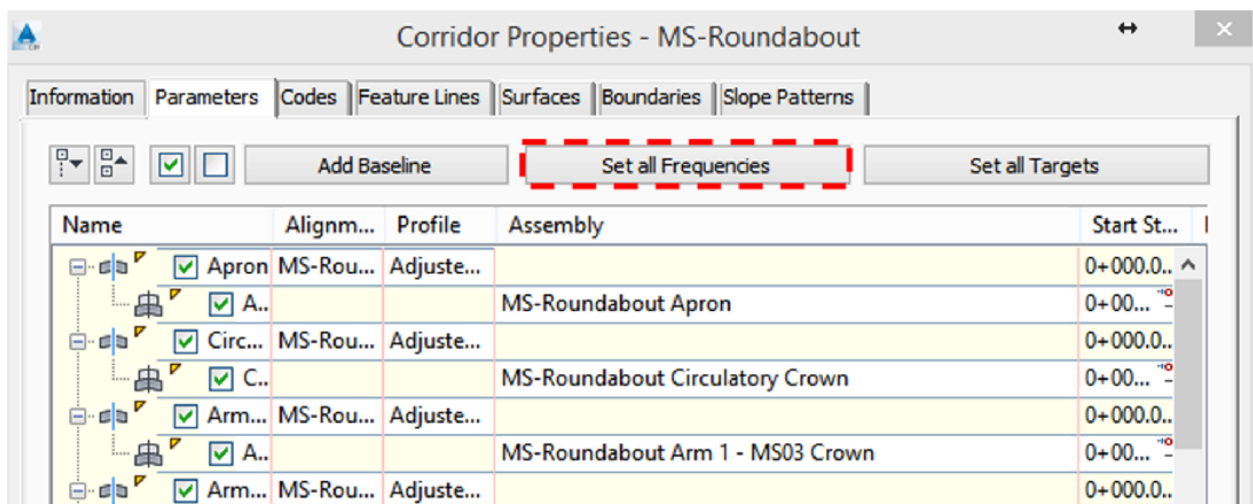 Corridor Properties - MS-Roundabout
Information Parameters Codes Feature Lines Surfaces Boundaries Slope Patterns
Add Baseline Set all Frequencies Set all Targets
Name Alignm... Profile Assembly Start St...
Apron MS-Rou... Adjuste... 0+000.0..
A.. MS-Roundabout Apron 0+00...
Circ... MS-Rou... Adjuste... 0+000.0..
C.. MS-Roundabout Circulatory Crown 0+00...
Arm... MS-Rou... Adjuste... 0+000.0..
A.. MS-Roundabout Arm 1 - MS03 Crown 0+00...
Arm... MS-Rou... Adjuste... 0+000.0..